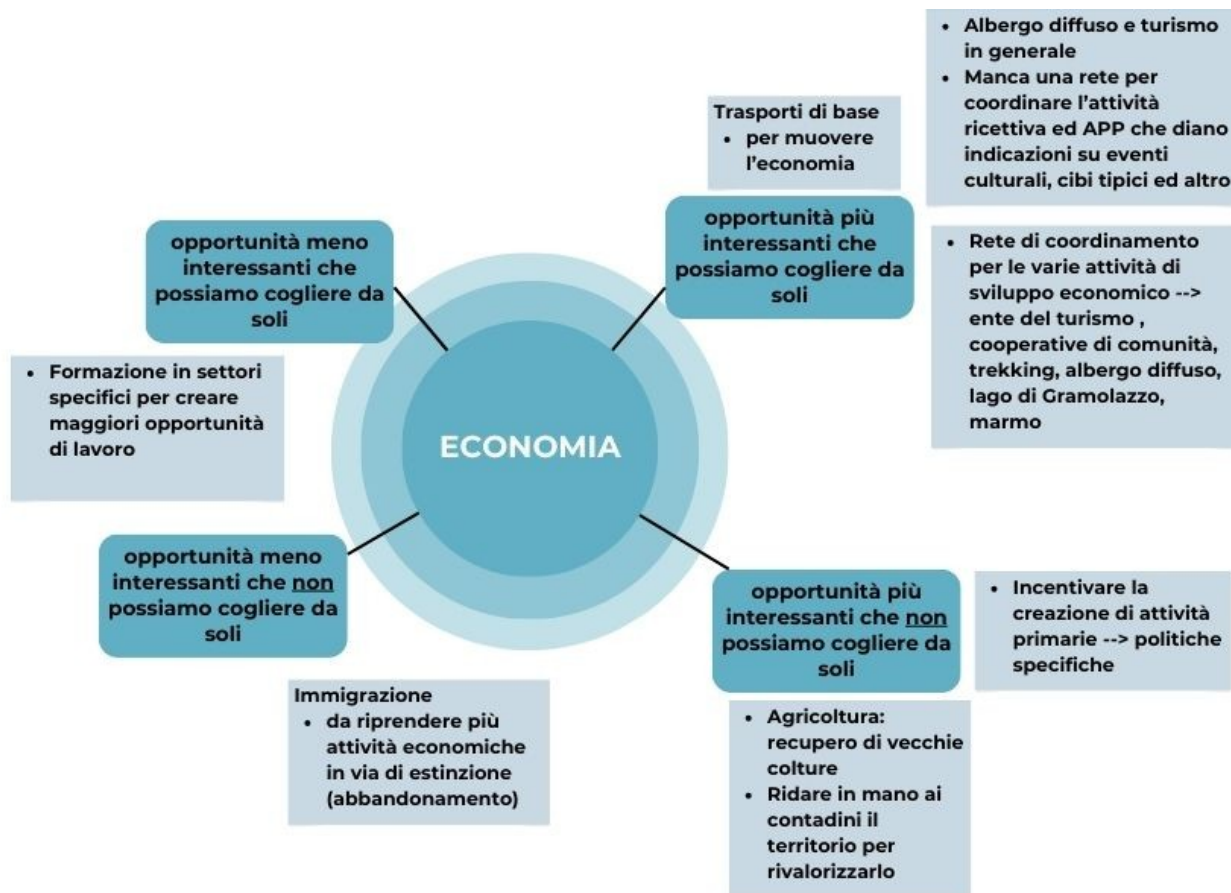 • Albergo diffuso e turismo
in generale
• Manca una rete per
coordinare l'attività
ricettiva ed APP che diano
indicazioni su eventi
culturali, cibi tipici ed altro
Trasporti di base
• per muovere
l'economia
opportunità più
interessanti che
possiamo cogliere da
soli
• Rete di coordinamento
per le varie attività di
sviluppo economico -->
ente del turismo ,
cooperative di comunità,
trekking, albergo diffuso,
lago di Gramolazzo,
marmo
opportunità meno
interessanti che
possiamo cogliere da
soli
• Formazione in settori
specifici per creare
maggiori opportunità
di lavoro
ECONOMIA
opportunità meno
interessanti che non
possiamo cogliere da
soli
Immigrazione
• da riprendere più
attività economiche
in via di estinzione
(abbandonamento)
opportunità più
interessanti che non
possiamo cogliere da
soli
• Incentivare la
creazione di attività
primarie --> politiche
specifiche
• Agricoltura:
recupero di vecchie
colture
• Ridare in mano ai
contadini il
territorio per
rivalorizzarlo